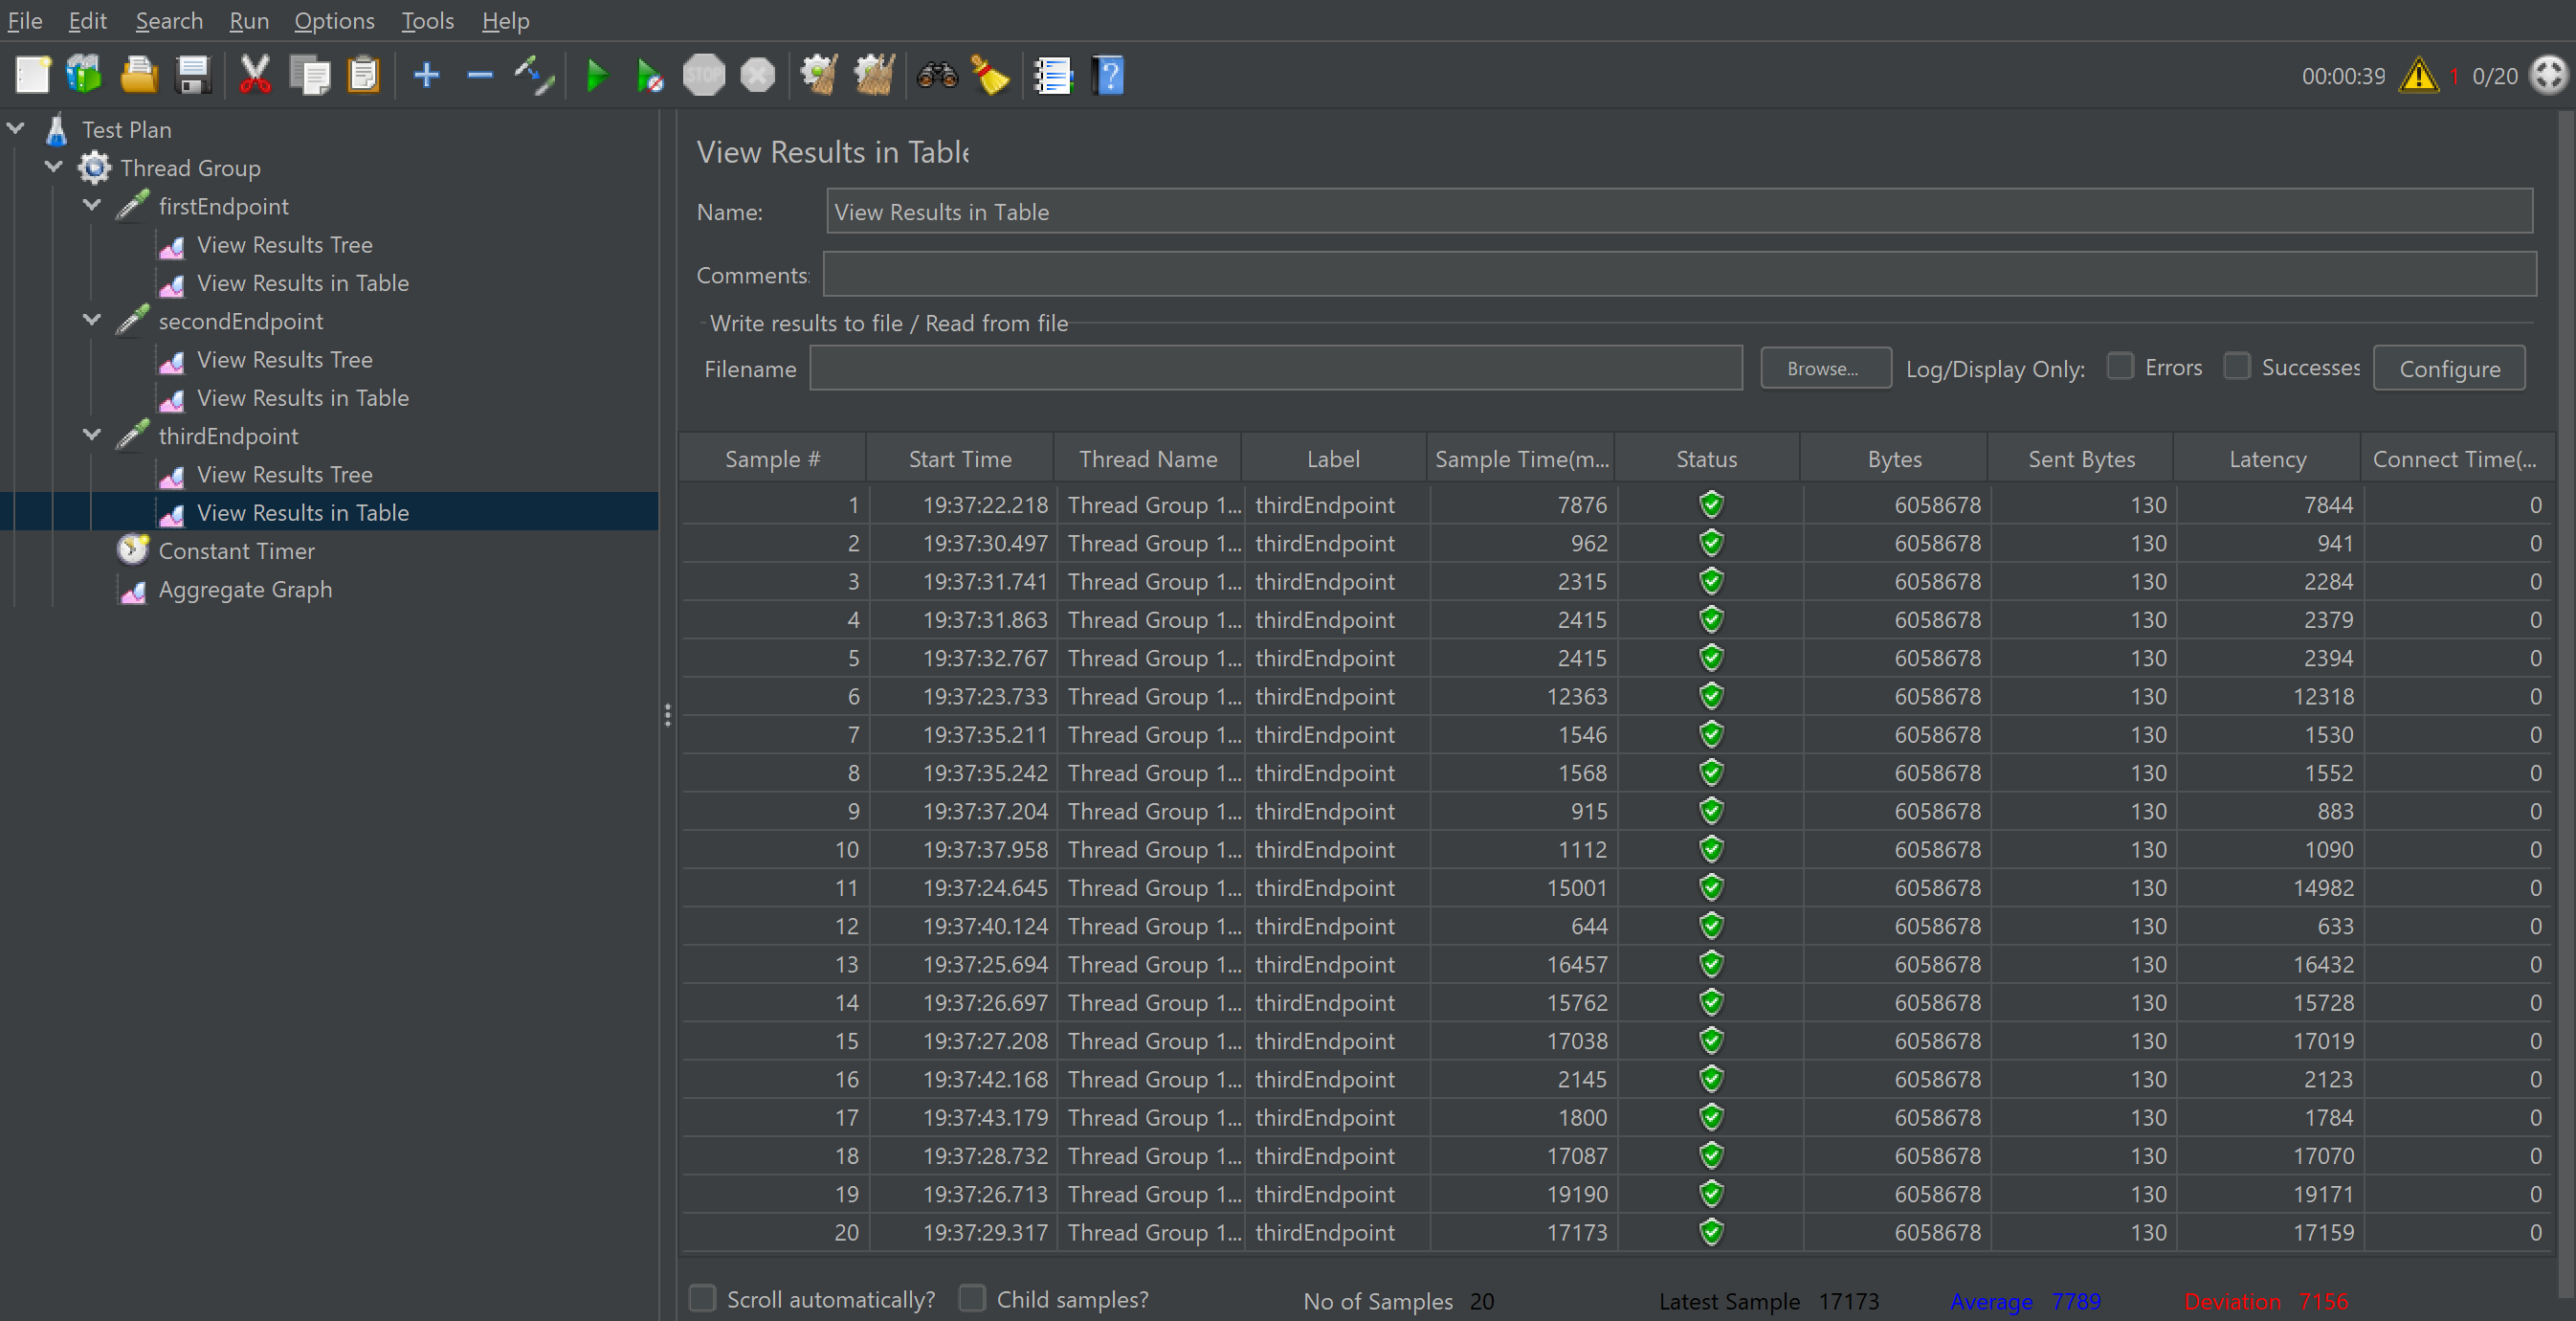 File Edit Search Run Options Tools Help
STOP
00:00:39 1 0/20
Test Plan
Thread Group
firstEndpoint
View Results Tree
View Results in Table
secondEndpoint
View Results Tree
View Results in Table
thirdEndpoint
View Results Tree
View Results in Table
Constant Timer
Aggregate Graph
View Results in Table
Name: View Results in Table
Comments:
Write results to file / Read from file
Filename Browse... Log/Display Only: Errors Successes Configure
Sample # Start Time Thread Name Label Sample Time(m... Status Bytes Sent Bytes Latency Connect Time(...
1 19:37:22.218 Thread Group 1... thirdEndpoint 7876 6058678 130 7844 0
2 19:37:30.497 Thread Group 1... thirdEndpoint 962 6058678 130 941 0
3 19:37:31.741 Thread Group 1... thirdEndpoint 2315 6058678 130 2284 0
4 19:37:31.863 Thread Group 1... thirdEndpoint 2415 6058678 130 2379 0
5 19:37:32.767 Thread Group 1... thirdEndpoint 2415 6058678 130 2394 0
6 19:37:23.733 Thread Group 1... thirdEndpoint 12363 6058678 130 12318 0
7 19:37:35.211 Thread Group 1... thirdEndpoint 1546 6058678 130 1530 0
8 19:37:35.242 Thread Group 1... thirdEndpoint 1568 6058678 130 1552 0
9 19:37:37.204 Thread Group 1... thirdEndpoint 915 6058678 130 883 0
10 19:37:37.958 Thread Group 1... thirdEndpoint 1112 6058678 130 1090 0
11 19:37:24.645 Thread Group 1... thirdEndpoint 15001 6058678 130 14982 0
12 19:37:40.124 Thread Group 1... thirdEndpoint 644 6058678 130 633 0
13 19:37:25.694 Thread Group 1... thirdEndpoint 16457 6058678 130 16432 0
14 19:37:26.697 Thread Group 1... thirdEndpoint 15762 6058678 130 15728 0
15 19:37:27.208 Thread Group 1... thirdEndpoint 17038 6058678 130 17019 0
16 19:37:42.168 Thread Group 1... thirdEndpoint 2145 6058678 130 2123 0
17 19:37:43.179 Thread Group 1... thirdEndpoint 1800 6058678 130 1784 0
18 19:37:28.732 Thread Group 1... thirdEndpoint 17087 6058678 130 17070 0
19 19:37:26.713 Thread Group 1... thirdEndpoint 19190 6058678 130 19171 0
20 19:37:29.317 Thread Group 1... thirdEndpoint 17173 6058678 130 17159 0
Scroll automatically? Child samples? No of Samples 20 Latest Sample 17173 Average 7789 Deviation 7156